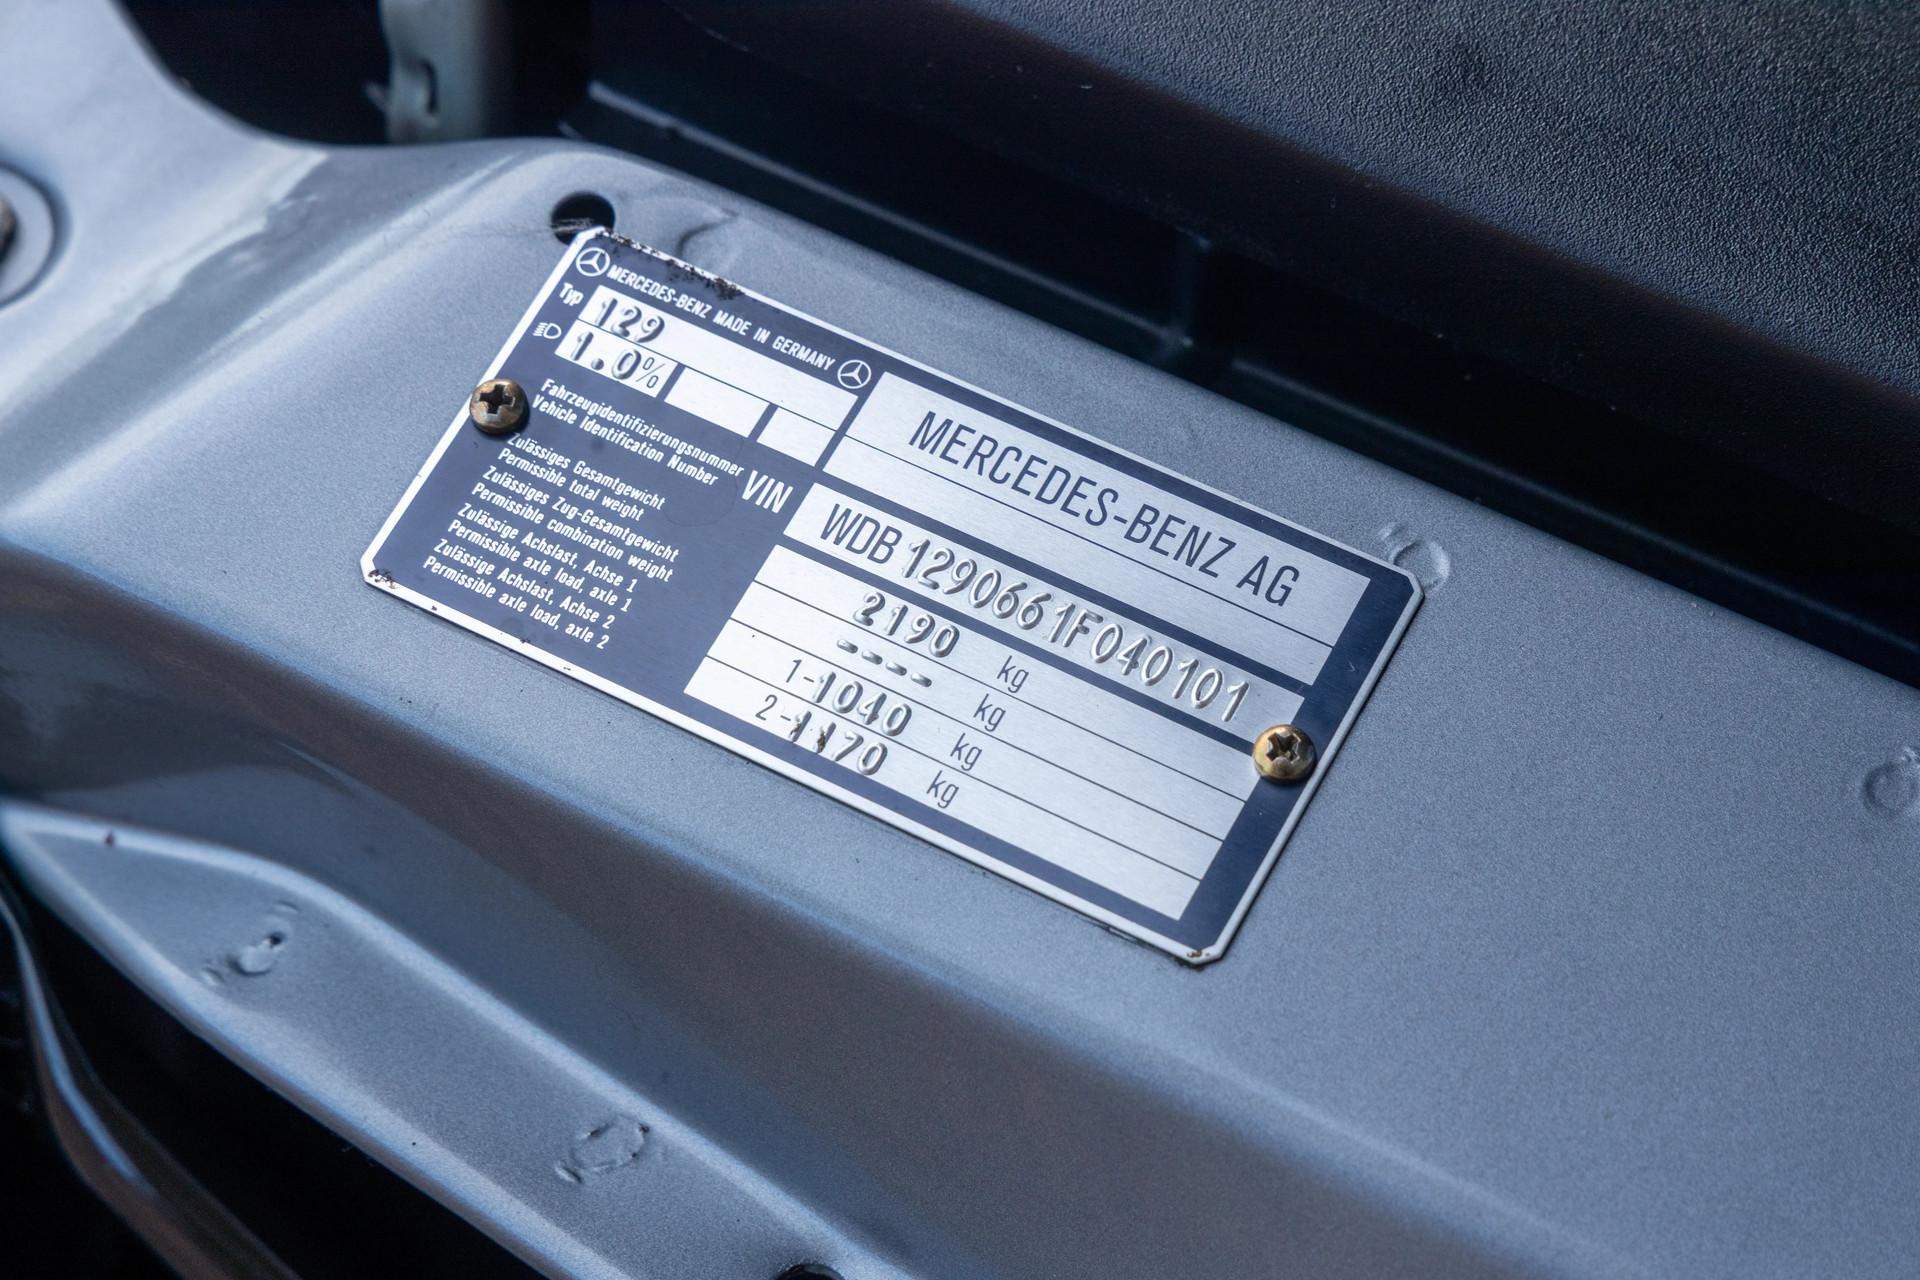 MERCEDES-BENZ MADE IN GERMANY
Typ 129
1.0%
MERCEDES-BENZ AG
Fahrzeugidentifizierungsnummer
Vehicle Identification Number
VIN
WDB1290661F040101
Zulässiges Gesamtgewicht
Permissible total weight
2190 kg
Zulässiges Zug-Gesamtgewicht
Permissible combination weight
---- kg
Zulässige Achslast, Achse 1
Permissible axle load, axle 1
1-1040 kg
Zulässige Achslast, Achse 2
Permissible axle load, axle 2
2-1170 kg